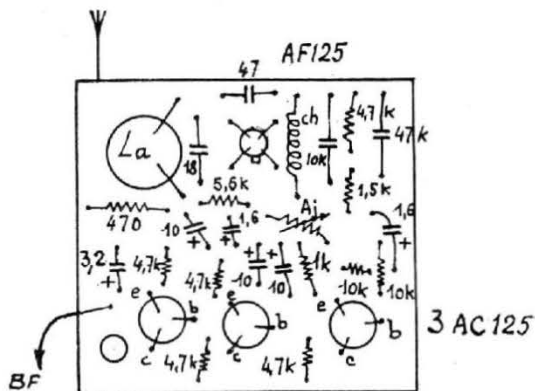 AF125
47
La
18
ch
10k
4,7k
47k
5,6k
1,5k
470
10
+
1,6
+
Aj
1,6
+
3,2
+
4,7k
4,7k
+
10
+
10
1k
10k
10k
e
b
c
e
b
c
e
b
c
3 AC125
4,7k
4,7k
BF